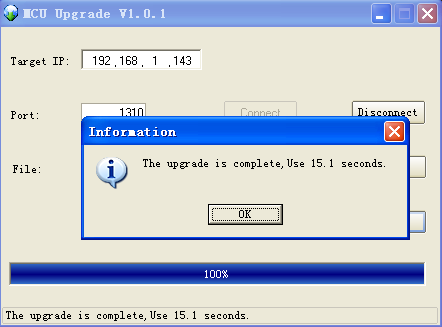 MCU Upgrade V1.0.1
Target IP: 192 .168 . 1 .143
Port: 1310 Connect Disconnect
Information
File: The upgrade is complete,Use 15.1 seconds.
OK
100%
The upgrade is complete,Use 15.1 seconds.